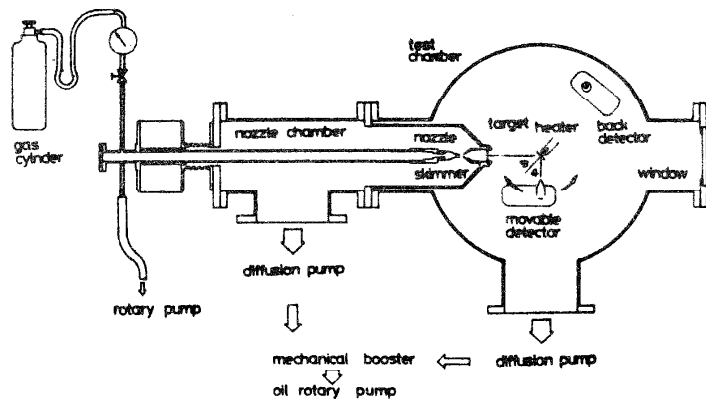 gas
cylinder
rotary pump
nozzle chamber
nozzle
skimmer
diffusion pump
test
chamber
target
heater
back
detector
window
movable
detector
diffusion pump
mechanical booster
oil rotary pump